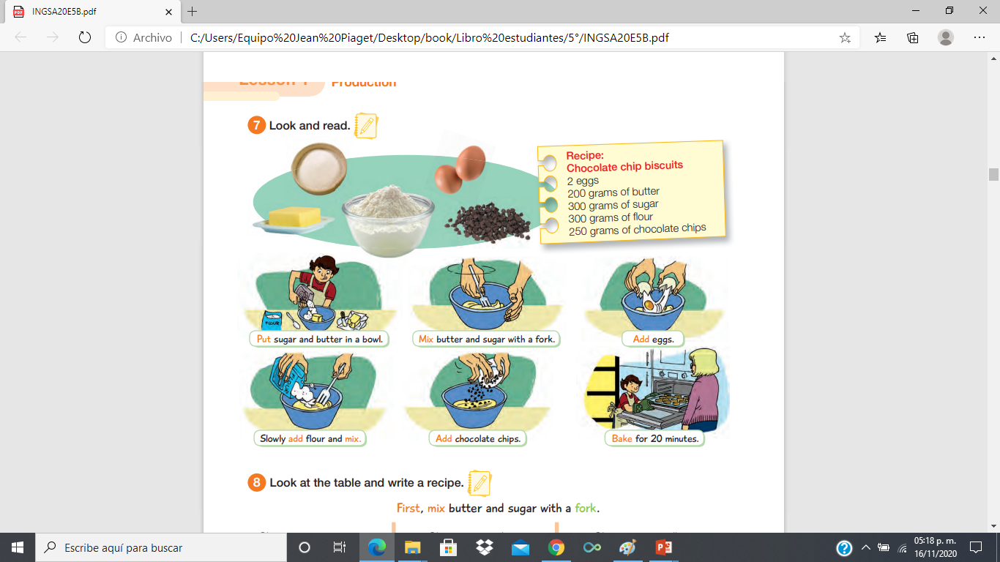 INGSA20E5B.pdf
Archivo
C:/Users/Equipo%20Jean%20Piaget/Desktop/book/Libro%20estudiantes/5°/INGSA20E5B.pdf
Lesson 1 Production
7 Look and read.
Recipe:
Chocolate chip biscuits
2 eggs
200 grams of butter
300 grams of sugar
300 grams of flour
250 grams of chocolate chips
FLOUR
Put sugar and butter in a bowl.
Mix butter and sugar with a fork.
Add eggs.
Slowly add flour and mix.
Add chocolate chips.
Bake for 20 minutes.
8 Look at the table and write a recipe.
First, mix butter and sugar with a fork.
Escribe aquí para buscar
05:18 p. m.
16/11/2020